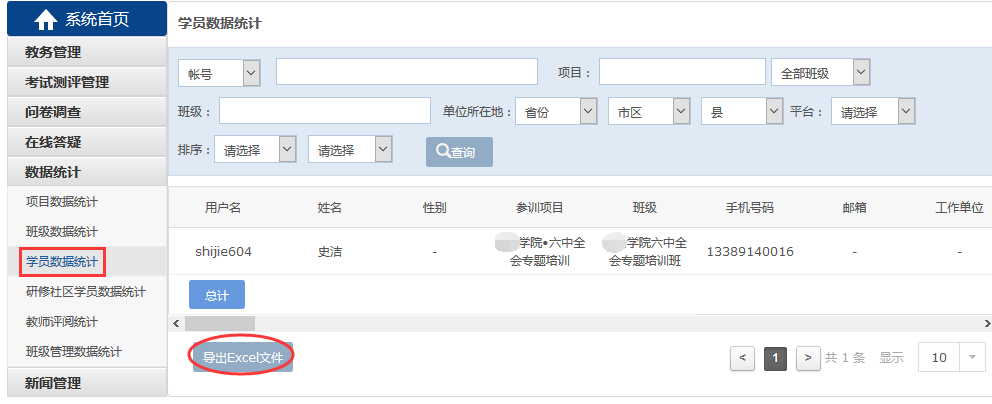 系统首页
教务管理
考试测评管理
问卷调查
在线答疑
数据统计
项目数据统计
班级数据统计
学员数据统计
研修社区学员数据统计
教师评阅统计
班级管理数据统计
新闻管理
学员数据统计
帐号 项目： 全部班级
班级： 单位所在地： 省份 市区 县 平台： 请选择
排序： 请选择 请选择 查询
用户名 姓名 性别 参训项目 班级 手机号码 邮箱 工作单位
shijie604 史洁 - 学院•六中全会专题培训 学院六中全会专题培训班 13389140016 - -
总计
导出Excel文件 < 1 > 共 1 条 显示 10